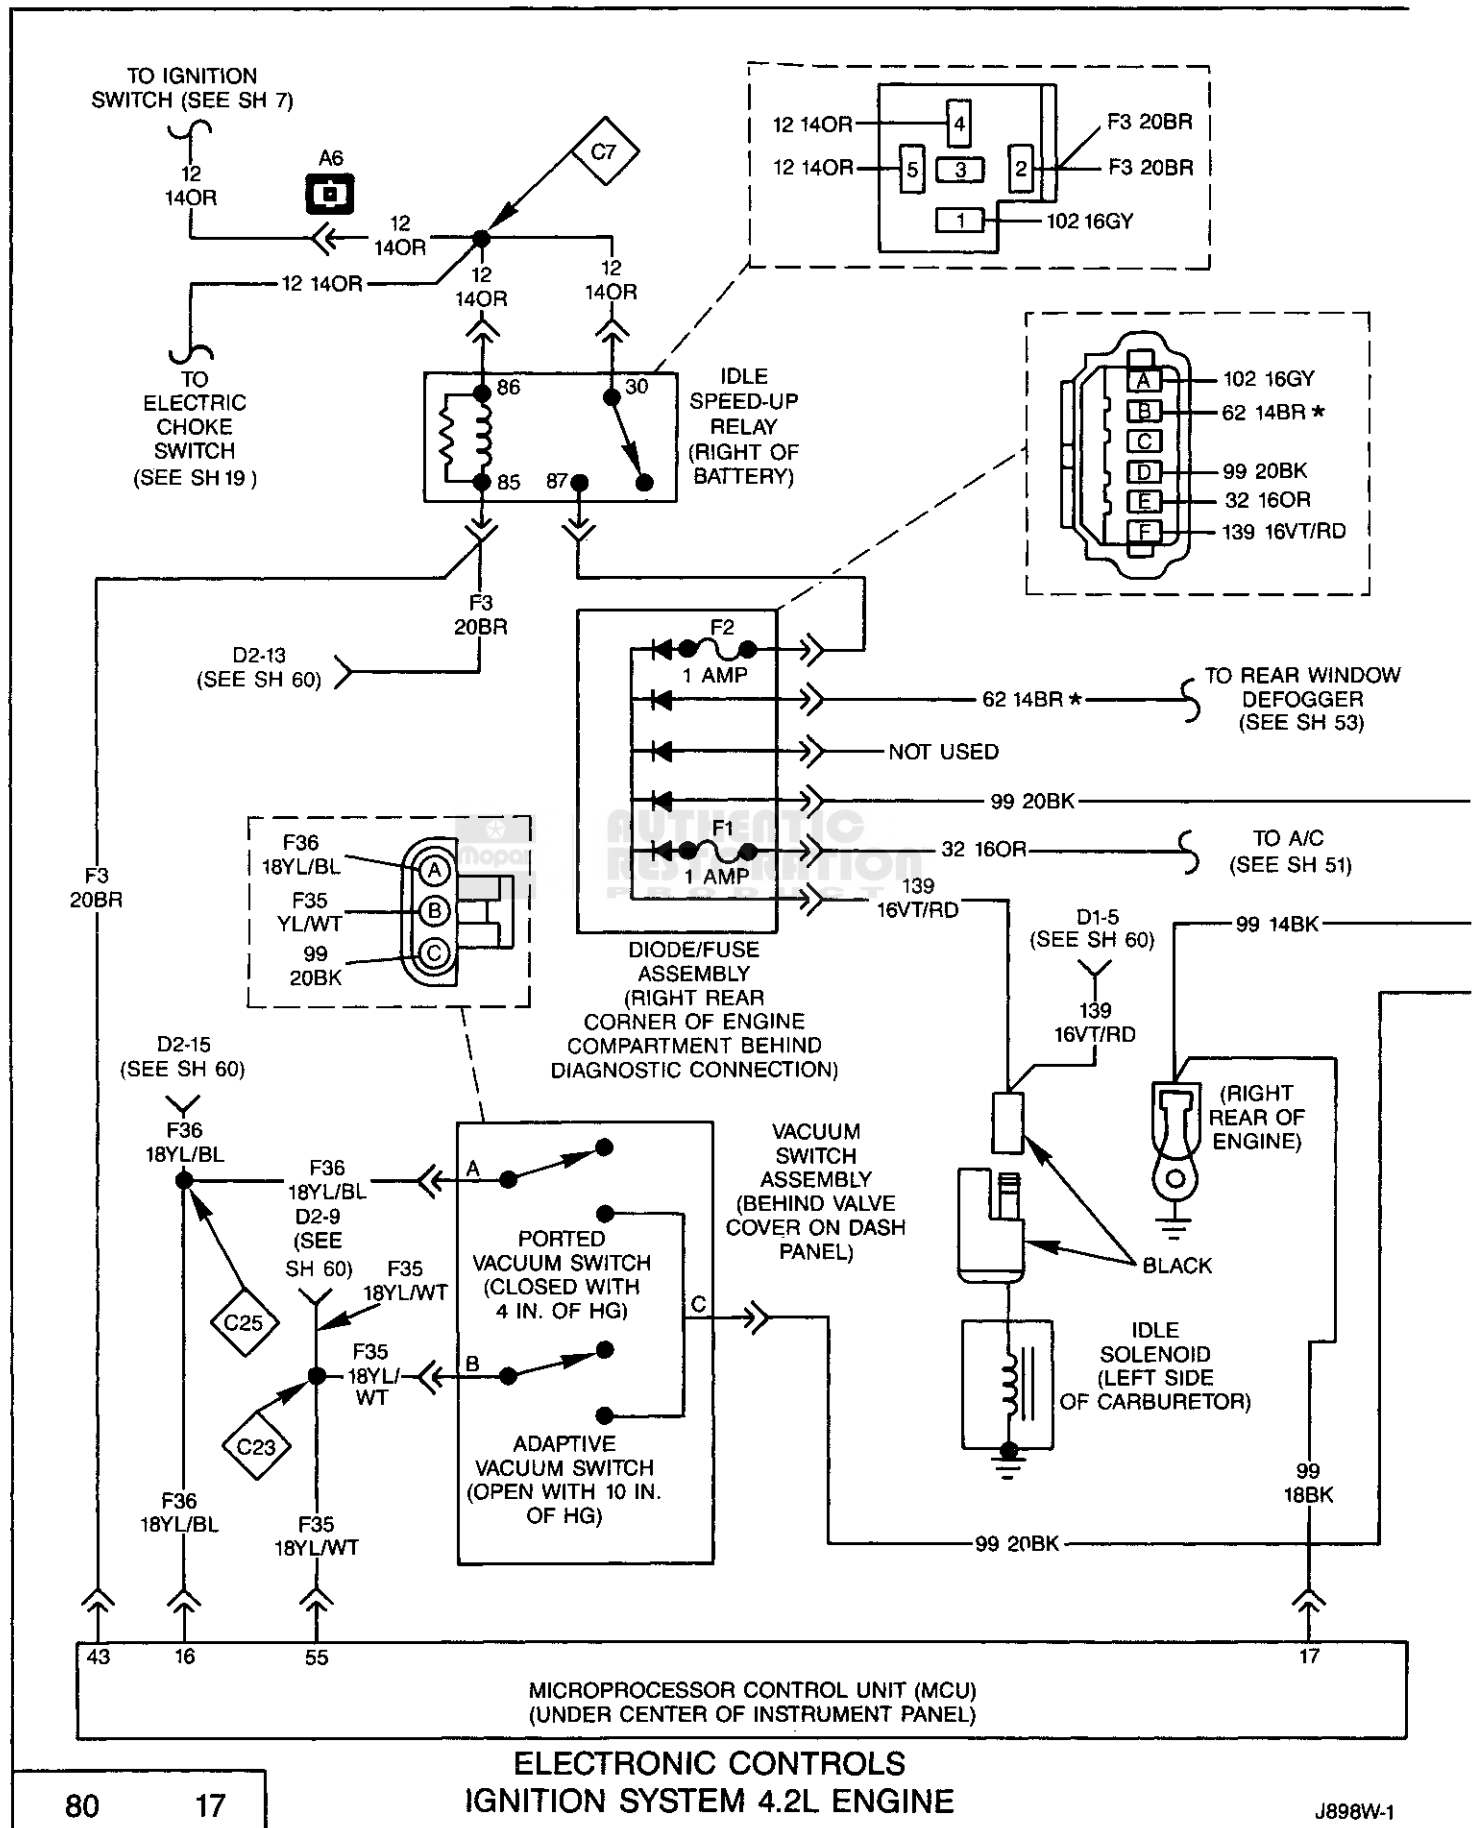 TO IGNITION
SWITCH (SEE SH 7)
12
14OR
A6
12
14OR
C7
12 14OR
12
14OR
12
14OR
TO
ELECTRIC
CHOKE
SWITCH
(SEE SH 19)
12 14OR
12 14OR
4
5
3
2
1
F3 20BR
F3 20BR
102 16GY
86
30
85
87
IDLE
SPEED-UP
RELAY
(RIGHT OF
BATTERY)
A
B
C
D
E
F
102 16GY
62 14BR *
99 20BK
32 16OR
139 16VT/RD
F3
20BR
D2-13
(SEE SH 60)
F2
1 AMP
62 14BR *
TO REAR WINDOW
DEFOGGER
(SEE SH 53)
NOT USED
99 20BK
F1
1 AMP
32 16OR
TO A/C
(SEE SH 51)
139
16VT/RD
Mopar
AUTHENTIC
RESTORATION
PRODUCT
F3
20BR
F36
18YL/BL
F35
YL/WT
99
20BK
A
B
C
DIODE/FUSE
ASSEMBLY
(RIGHT REAR
CORNER OF ENGINE
COMPARTMENT BEHIND
DIAGNOSTIC CONNECTION)
D1-5
(SEE SH 60)
139
16VT/RD
99 14BK
D2-15
(SEE SH 60)
F36
18YL/BL
F36
18YL/BL
D2-9
(SEE
SH 60)
F35
18YL/WT
C25
F35
18YL/
WT
C23
A
PORTED
VACUUM SWITCH
(CLOSED WITH
4 IN. OF HG)
C
B
ADAPTIVE
VACUUM SWITCH
(OPEN WITH 10 IN.
OF HG)
VACUUM
SWITCH
ASSEMBLY
(BEHIND VALVE
COVER ON DASH
PANEL)
(RIGHT
REAR OF
ENGINE)
BLACK
IDLE
SOLENOID
(LEFT SIDE
OF CARBURETOR)
F36
18YL/BL
F35
18YL/WT
99 20BK
99
18BK
43
16
55
17
MICROPROCESSOR CONTROL UNIT (MCU)
(UNDER CENTER OF INSTRUMENT PANEL)
ELECTRONIC CONTROLS
IGNITION SYSTEM 4.2L ENGINE
80 17
J898W-1